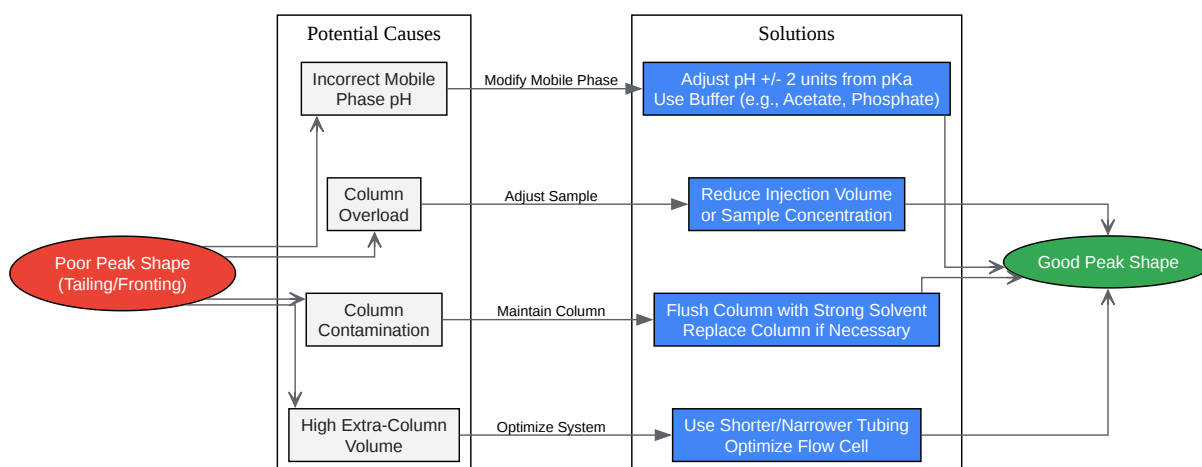 Potential Causes
Solutions
Incorrect Mobile
Phase pH
Modify Mobile Phase
Adjust pH +/- 2 units from pKa
Use Buffer (e.g., Acetate, Phosphate)
Column
Overload
Adjust Sample
Reduce Injection Volume
or Sample Concentration
Poor Peak Shape
(Tailing/Fronting)
Good Peak Shape
Column
Contamination
Maintain Column
Flush Column with Strong Solvent
Replace Column if Necessary
High Extra-Column
Volume
Optimize System
Use Shorter/Narrower Tubing
Optimize Flow Cell